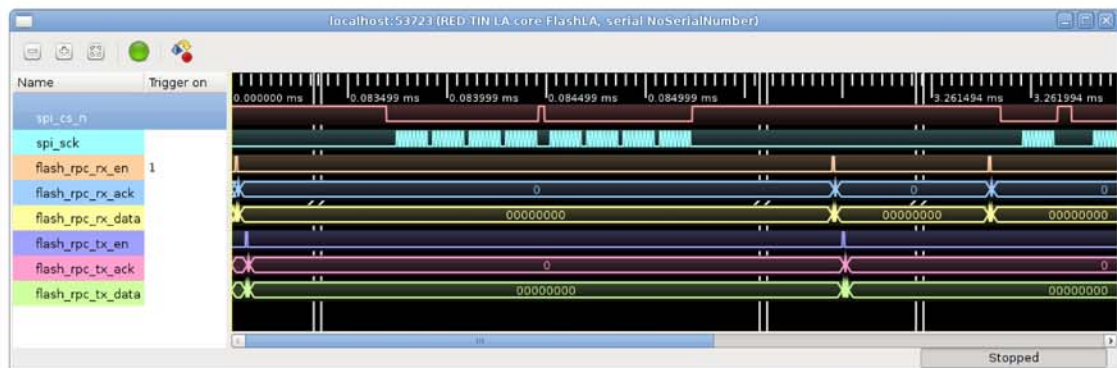 localhost:53723 (RED TIN LA core FlashLA, serial NoSerialNumber)
Name Trigger on
0.000000 ms 0.083499 ms 0.083999 ms 0.084499 ms 0.084999 ms 3.261494 ms 3.261994 ms
spi_cs_n
spi_sck
flash_rpc_rx_en 1
flash_rpc_rx_ack 0 0 0
flash_rpc_rx_data 00000000 00000000 00000000
flash_rpc_tx_en
flash_rpc_tx_ack 0 0
flash_rpc_tx_data 00000000 00000000
Stopped